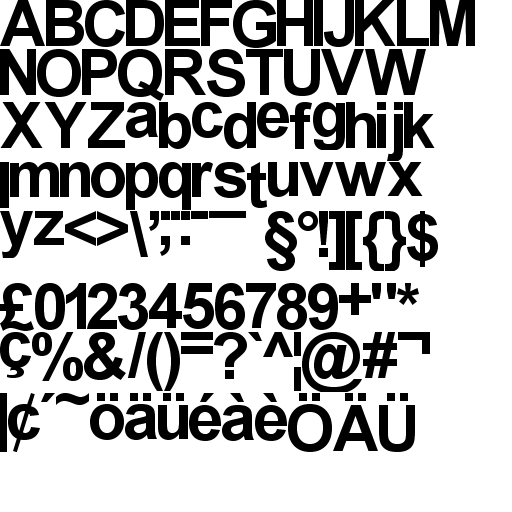 ABCDEFGHIJKLM
NOPQRSTUVW
XYZabcdefghijk
lmnopqrstuvwx
yz<>\',;.:-_ §°!][{}$
£0123456789+"*
ç%&/()=?`^¦@#¬
|¢´~öäüéàèÖÄÜ